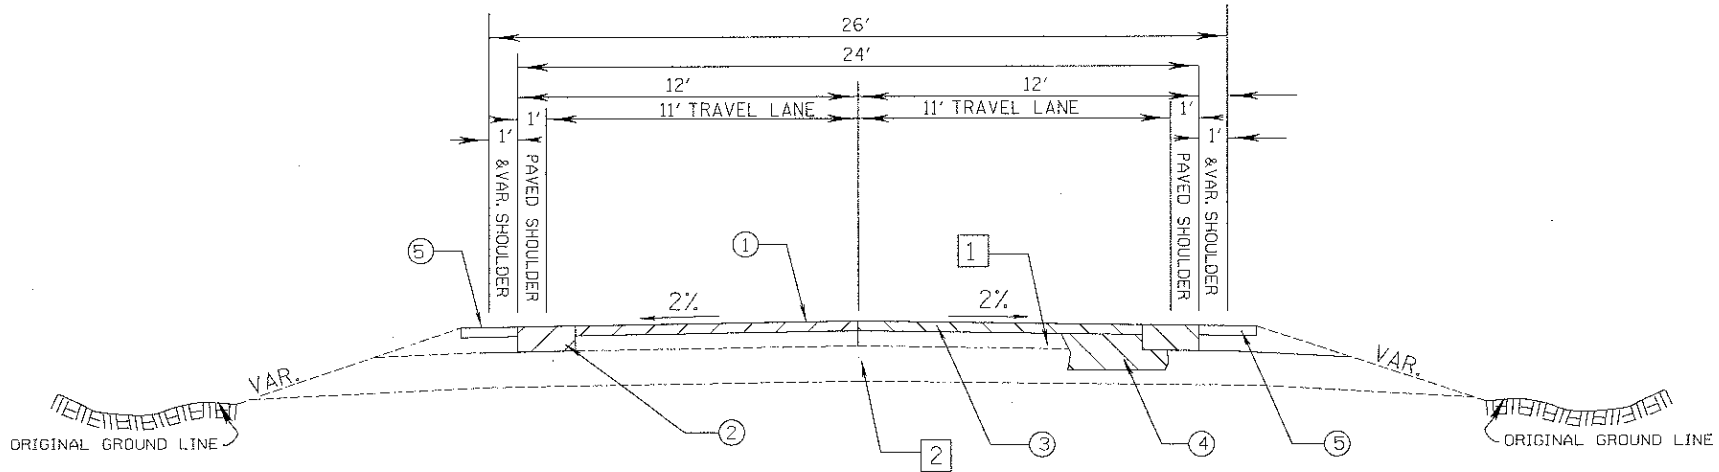 26'
24'
12' 12'
11' TRAVEL LANE 11' TRAVEL LANE
1' 1'
1' 1'
&VAR. SHOULDER
PAVED SHOULDER
PAVED SHOULDER
&VAR. SHOULDER
5 1 1
2% 2%
VAR. VAR.
ORIGINAL GROUND LINE 2 2 3 4 5 ORIGINAL GROUND LINE